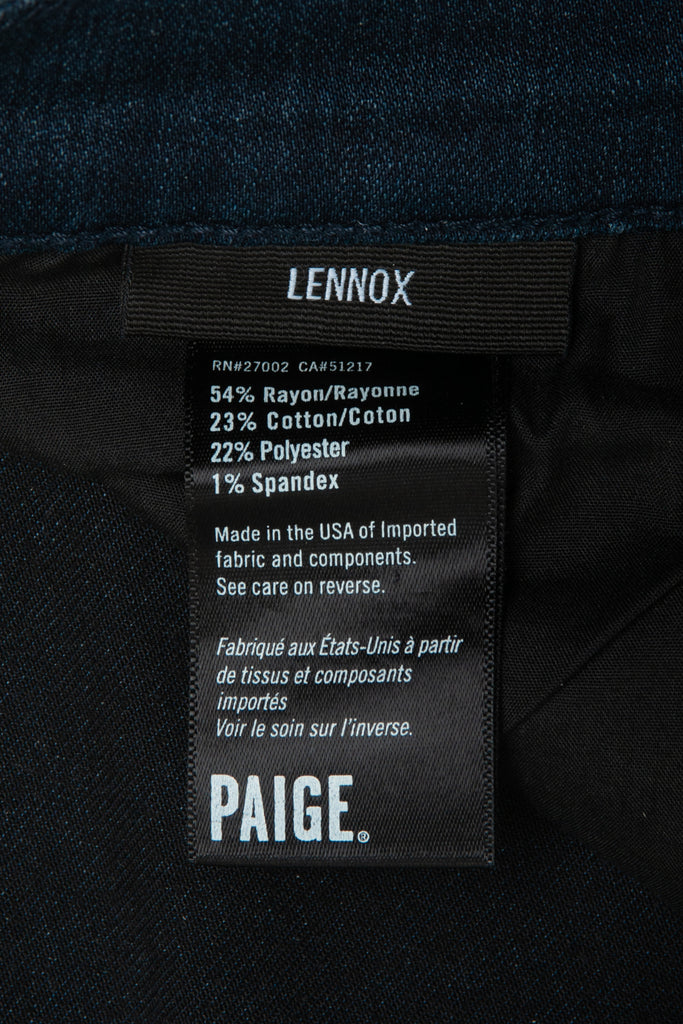 LENNOX
RN#27002 CA#51217
54% Rayon/Rayonne
23% Cotton/Coton
22% Polyester
1% Spandex
Made in the USA of Imported
fabric and components.
See care on reverse.
Fabriqué aux États-Unis à partir
de tissus et composants
importés
Voir le soin sur l'inverse.
PAIGE®